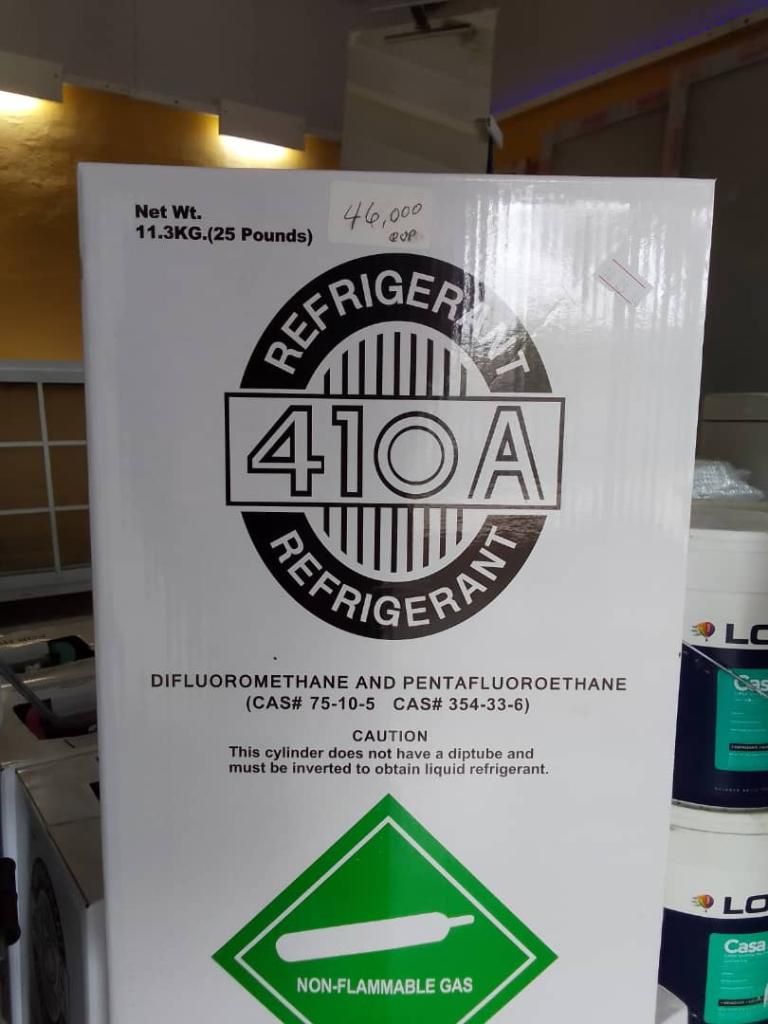 Net Wt.
11.3KG.(25 Pounds)
46,000
CUP
REFRIGERANT
410A
REFRIGERANT
DIFLUOROMETHANE AND PENTAFLUOROETHANE
(CAS# 75-10-5 CAS# 354-33-6)
CAUTION
This cylinder does not have a diptube and
must be inverted to obtain liquid refrigerant.
NON-FLAMMABLE GAS
LO
Cas
LO
Casa